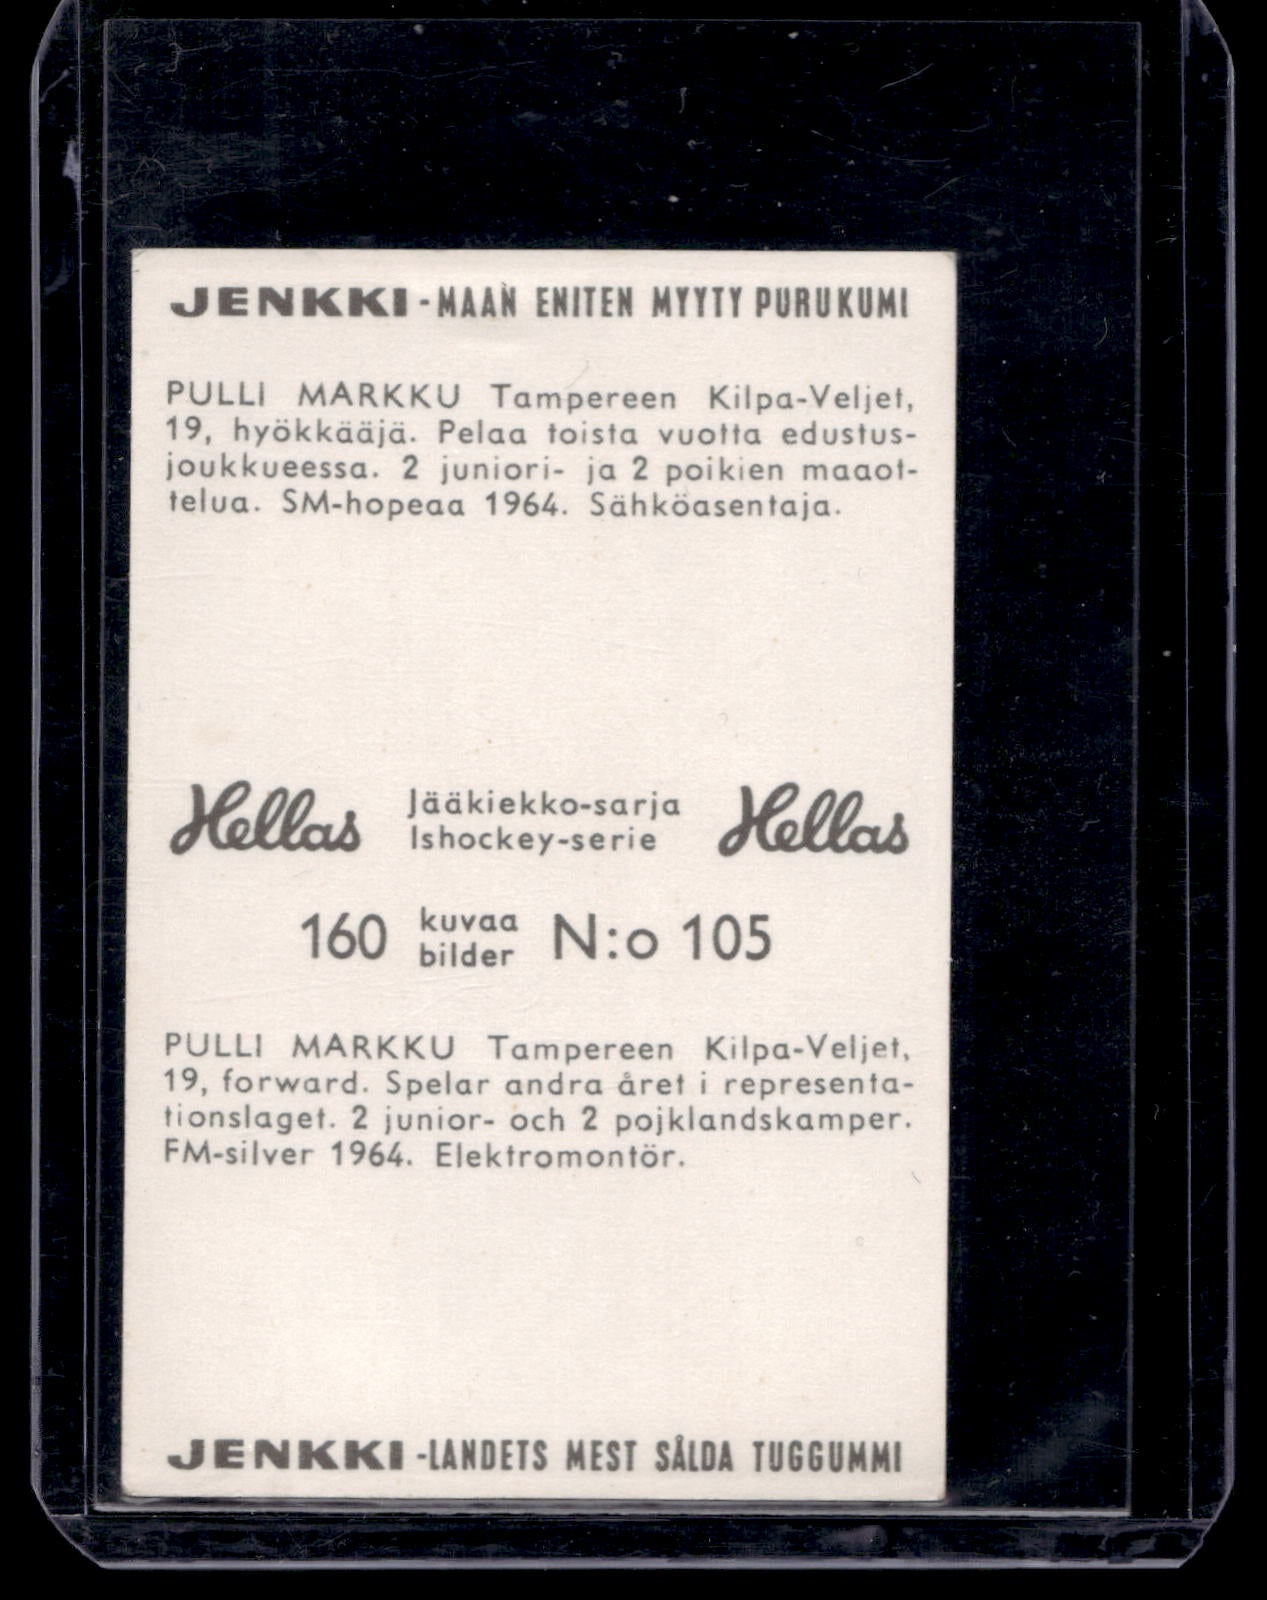 JENKKI - MAAN ENITEN MYYTY PURUKUMI
PULLI MARKKU Tampereen Kilpa-Veljet,
19, hyökkääjä. Pelaa toista vuotta edustus-
joukkueessa. 2 juniori- ja 2 poikien maaot-
telua. SM-hopeaa 1964. Sähköasentaja.
Hellas Jääkiekko-sarja Hellas
Ishockey-serie
160 kuvaa N:o 105
bilder
PULLI MARKKU Tampereen Kilpa-Veljet,
19, forward. Spelar andra året i representa-
tionslaget. 2 junior- och 2 pojklandskamper.
FM-silver 1964. Elektromontör.
JENKKI - LANDETS MEST SÅLDA TUGGUMMI